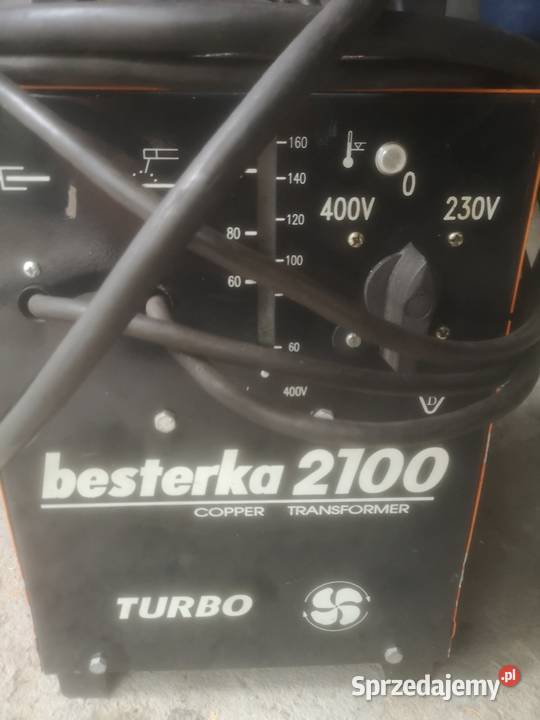 160
140
120
80
100
60
60
400V
0
400V 230V
D
besterka 2100
COPPER TRANSFORMER
TURBO
Sprzedajemy.pl